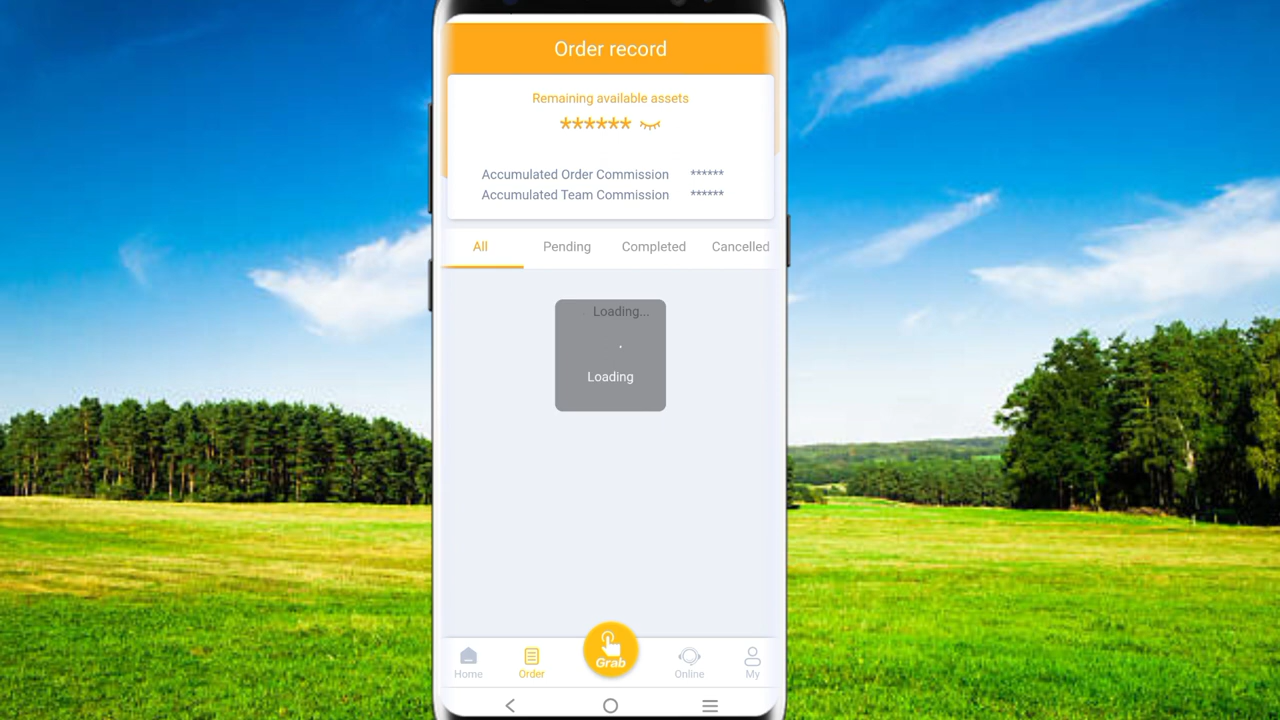 Order record
Remaining available assets
******
Accumulated Order Commission ******
Accumulated Team Commission ******
All Pending Completed Cancelled
Loading...
Loading
Grab
Home Order Online My